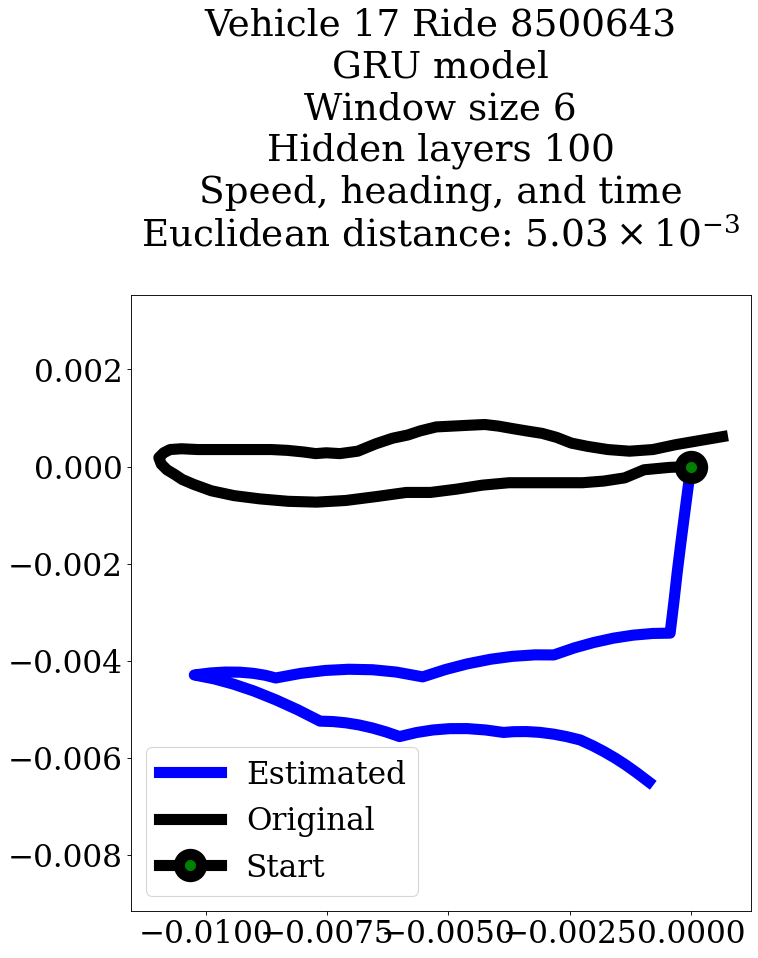 Vehicle 17 Ride 8500643
GRU model
Window size 6
Hidden layers 100
Speed, heading, and time
Euclidean distance: 5.03 × 10⁻³
0.002
0.000
−0.002
−0.004
−0.006
−0.008
Estimated
Original
Start
−0.0100 −0.0075 −0.0050 −0.0025 0.0000